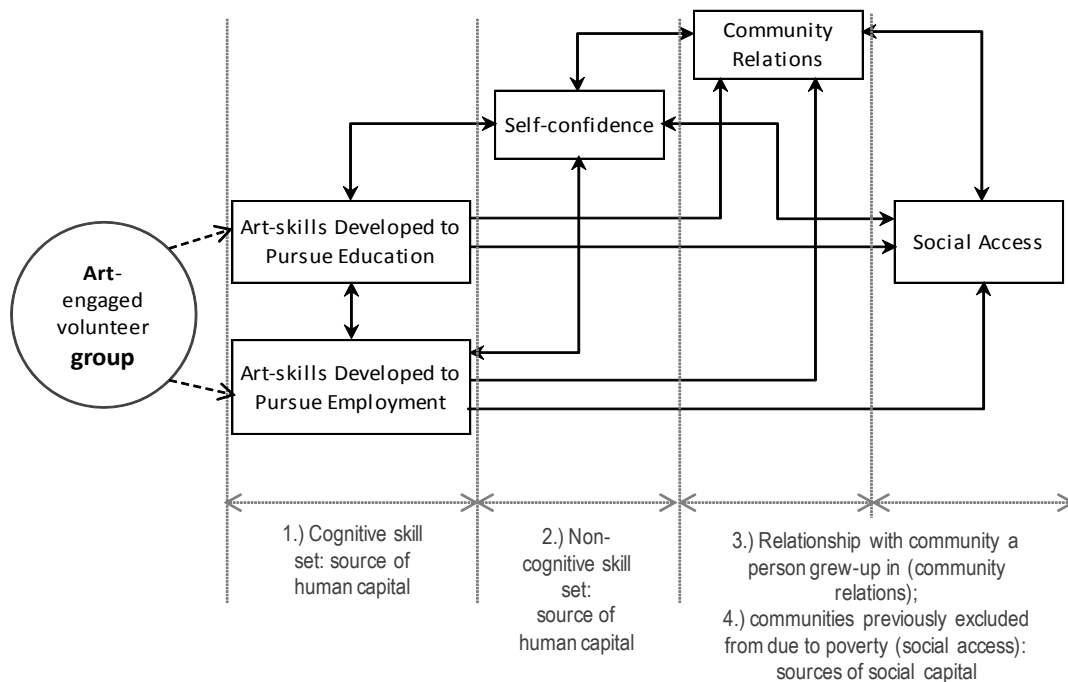 Community
Relations
Self-confidence
Art-skills Developed to
Pursue Education
Social Access
Art-
engaged
volunteer
group
Art-skills Developed to
Pursue Employment
1.) Cognitive skill
set: source of
human capital
2.) Non-
cognitive skill
set:
source of
human capital
3.) Relationship with community a
person grew-up in (community
relations);
4.) communities previously excluded
from due to poverty (social access):
sources of social capital